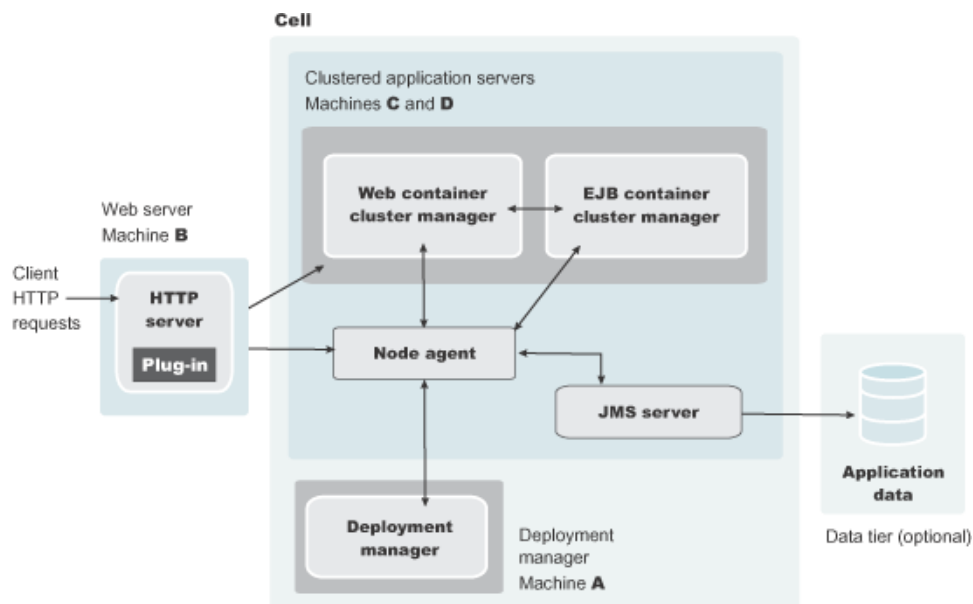 Cell
Clustered application servers
Machines C and D
Web container
cluster manager
EJB container
cluster manager
Web server
Machine B
Client
HTTP
requests
HTTP
server
Plug-in
Node agent
JMS server
Application
data
Data tier (optional)
Deployment
manager
Deployment
manager
Machine A